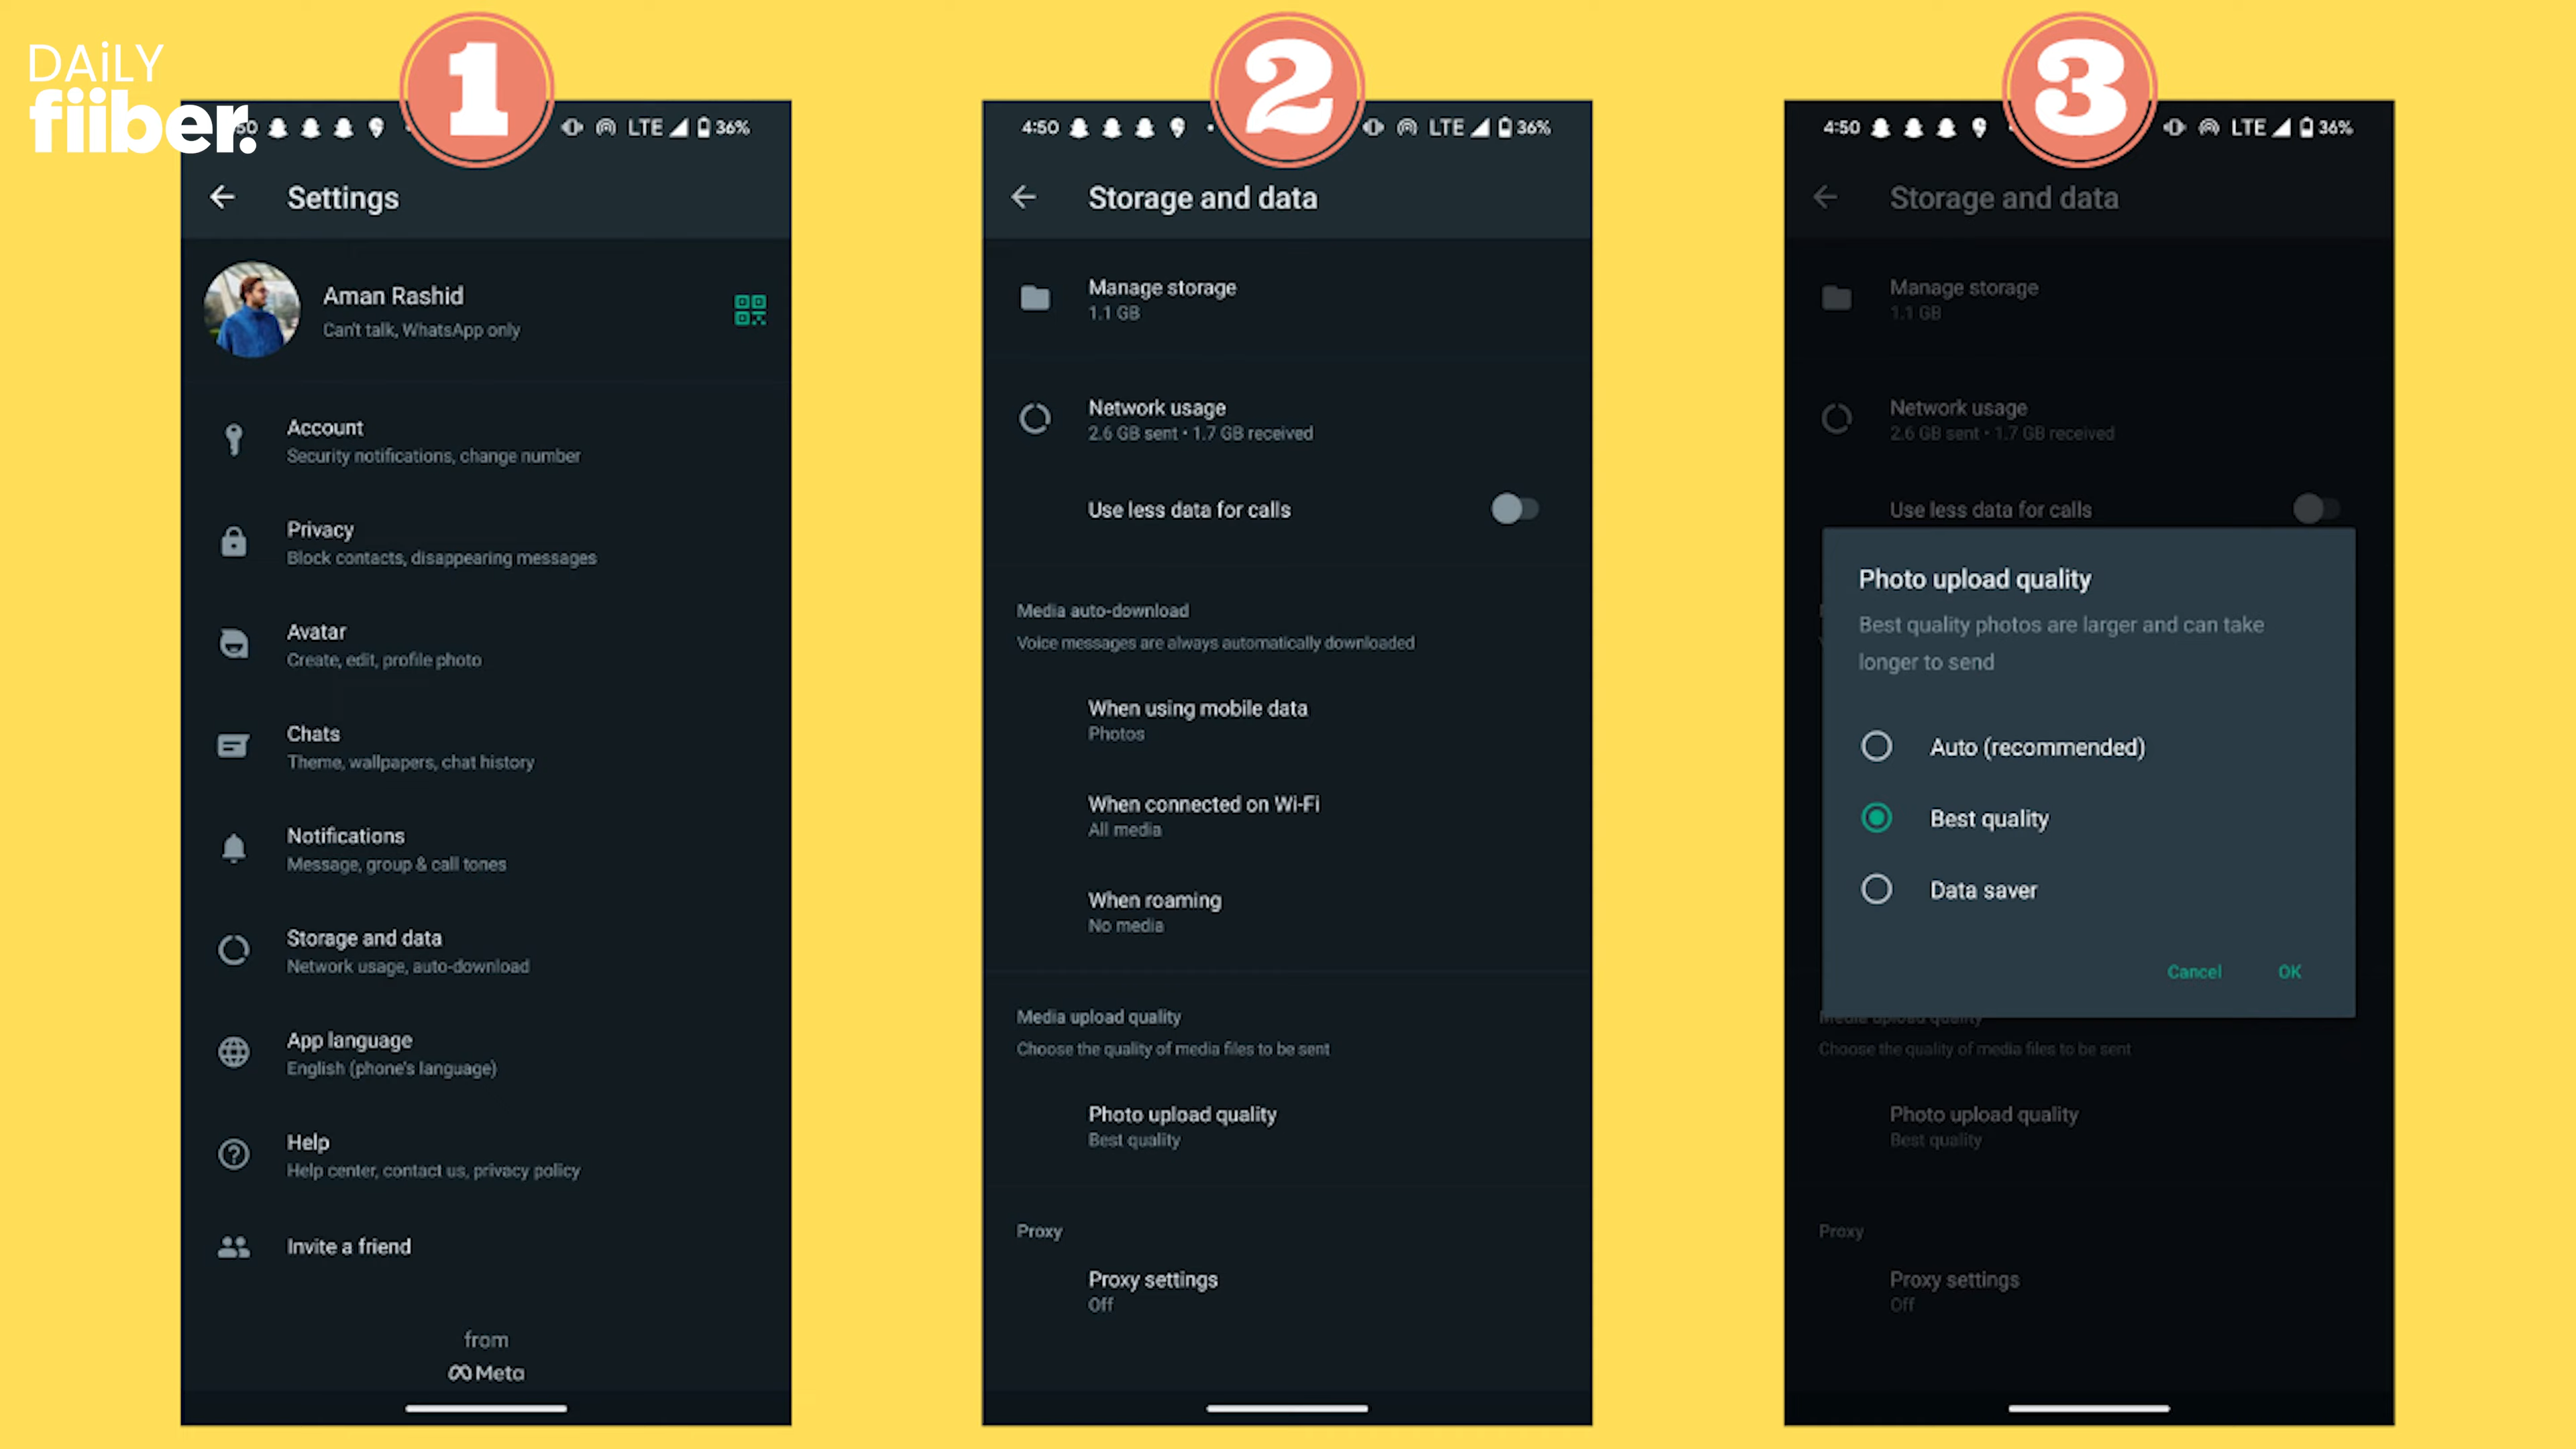 DAiLY
fiiber.
1
50 LTE 36%
Settings
Aman Rashid
Can't talk, WhatsApp only
Account
Security notifications, change number
Privacy
Block contacts, disappearing messages
Avatar
Create, edit, profile photo
Chats
Theme, wallpapers, chat history
Notifications
Message, group & call tones
Storage and data
Network usage, auto-download
App language
English (phone's language)
Help
Help center, contact us, privacy policy
Invite a friend
from
Meta
2
4:50 LTE 36%
Storage and data
Manage storage
1.1 GB
Network usage
2.6 GB sent • 1.7 GB received
Use less data for calls
Media auto-download
Voice messages are always automatically downloaded
When using mobile data
Photos
When connected on Wi-Fi
All media
When roaming
No media
Media upload quality
Choose the quality of media files to be sent
Photo upload quality
Best quality
Proxy
Proxy settings
Off
3
4:50 LTE 36%
Storage and data
Manage storage
1.1 GB
Network usage
2.6 GB sent • 1.7 GB received
Use less data for calls
Photo upload quality
Best quality photos are larger and can take
longer to send
Auto (recommended)
Best quality
Data saver
Cancel OK
Media upload quality
Choose the quality of media files to be sent
Photo upload quality
Best quality
Proxy
Proxy settings
Off